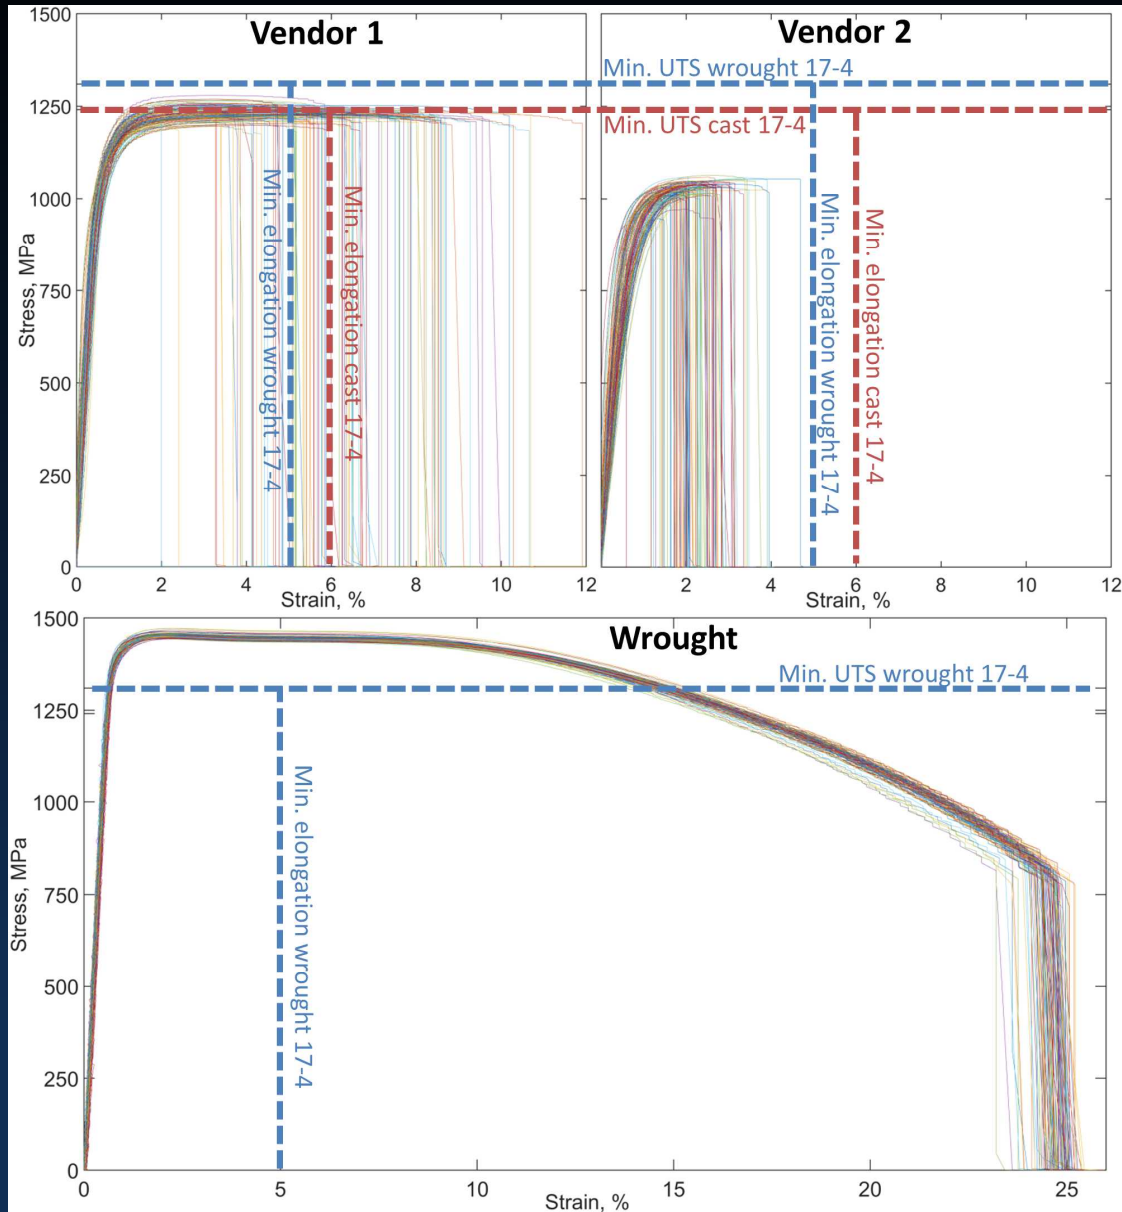 Vendor 1
Vendor 2
1500
1250
1000
750
500
250
0
Stress, MPa
Min. UTS wrought 17-4
Min. UTS cast 17-4
Min. elongation wrought 17-4
Min. elongation cast 17-4
Min. elongation wrought 17-4
Min. elongation cast 17-4
0 2 4 6 8 10 12
Strain, %
2 4 6 8 10 12
Strain, %
Wrought
1500
1250
1000
750
500
250
0
Stress, MPa
Min. UTS wrought 17-4
Min. elongation wrought 17-4
0 5 10 15 20 25
Strain, %